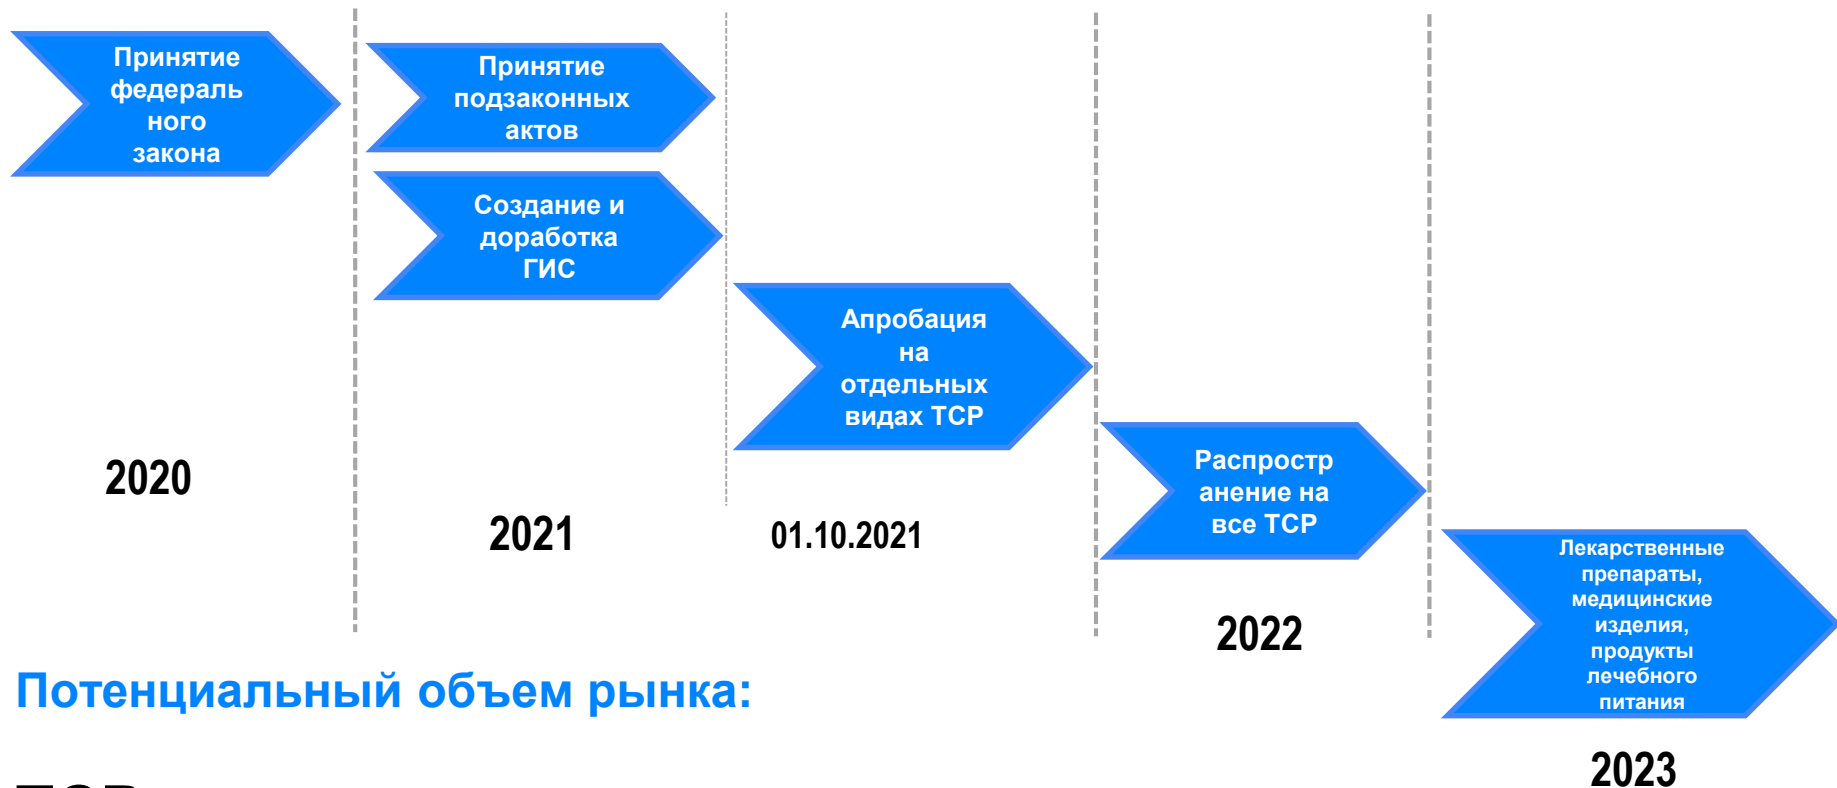 Принятие
федераль
ного
закона
2020
Принятие
подзаконных
актов
Создание и
доработка
ГИС
2021
Апробация
на
отдельных
видах ТСР
01.10.2021
Распростр
анение на
все ТСР
2022
Лекарственные
препараты,
медицинские
изделия,
продукты
лечебного
питания
2023
Потенциальный объем рынка: